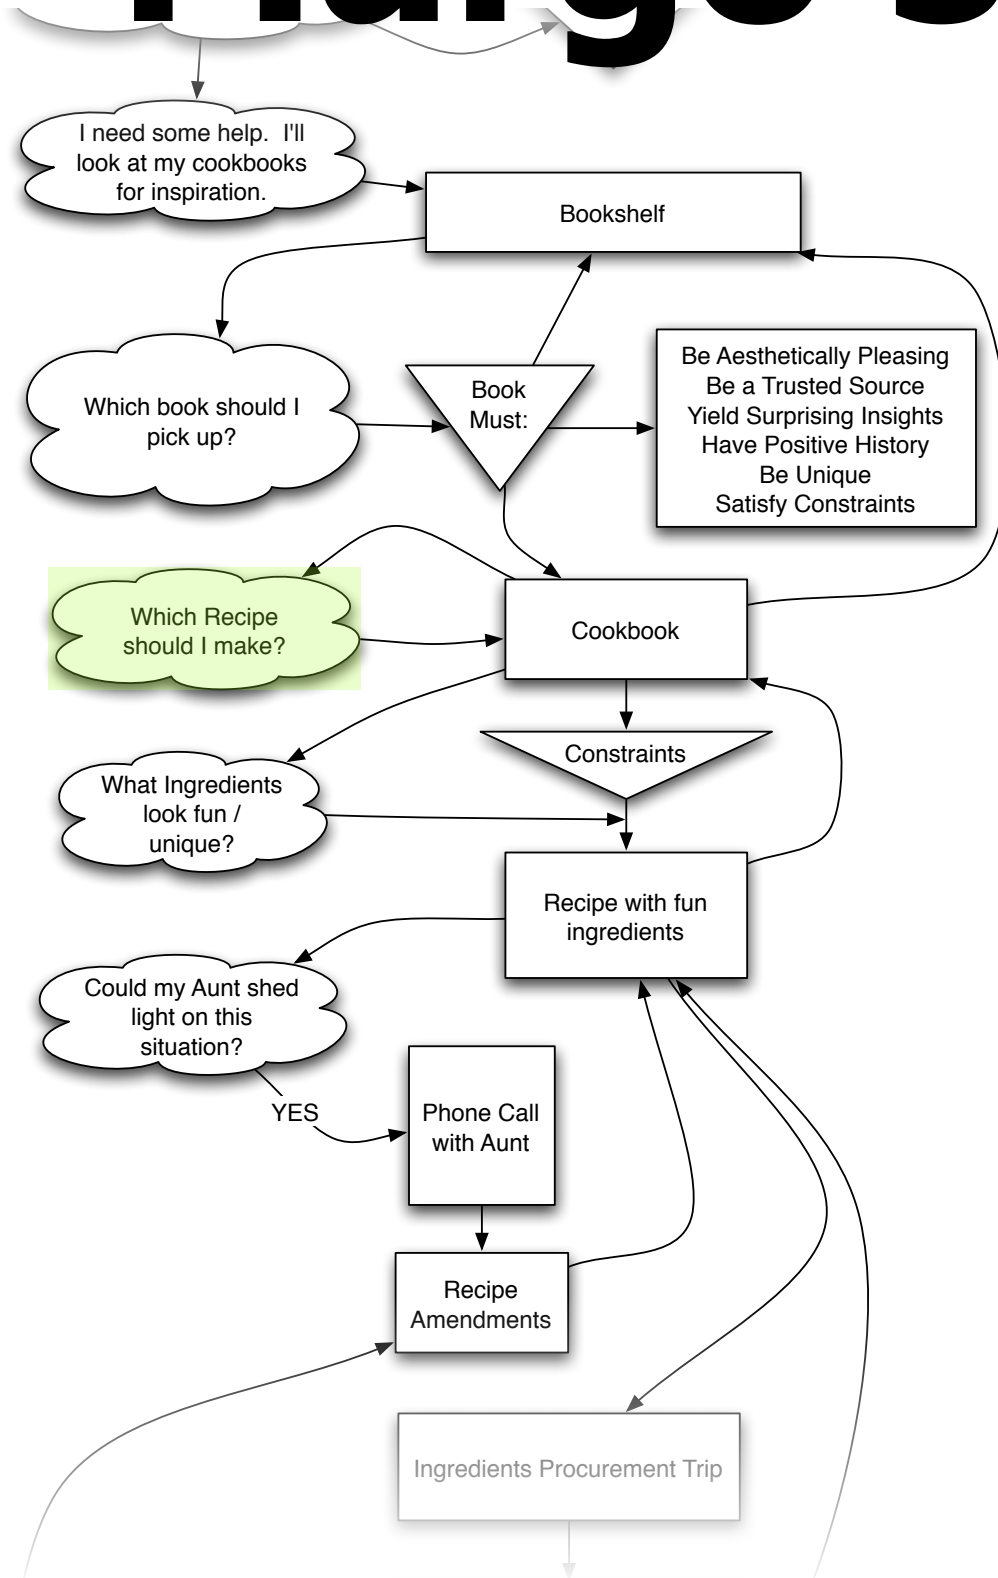 I need some help.  I'll
look at my cookbooks
for inspiration.
Bookshelf
Which book should I
pick up?
Book
Must:
Be Aesthetically Pleasing
Be a Trusted Source
Yield Surprising Insights
Have Positive History
Be Unique
Satisfy Constraints
Which Recipe
should I make?
Cookbook
Constraints
What Ingredients
look fun /
unique?
Recipe with fun
ingredients
Could my Aunt shed
light on this
situation?
YES
Phone Call
with Aunt
Recipe
Amendments
Ingredients Procurement Trip